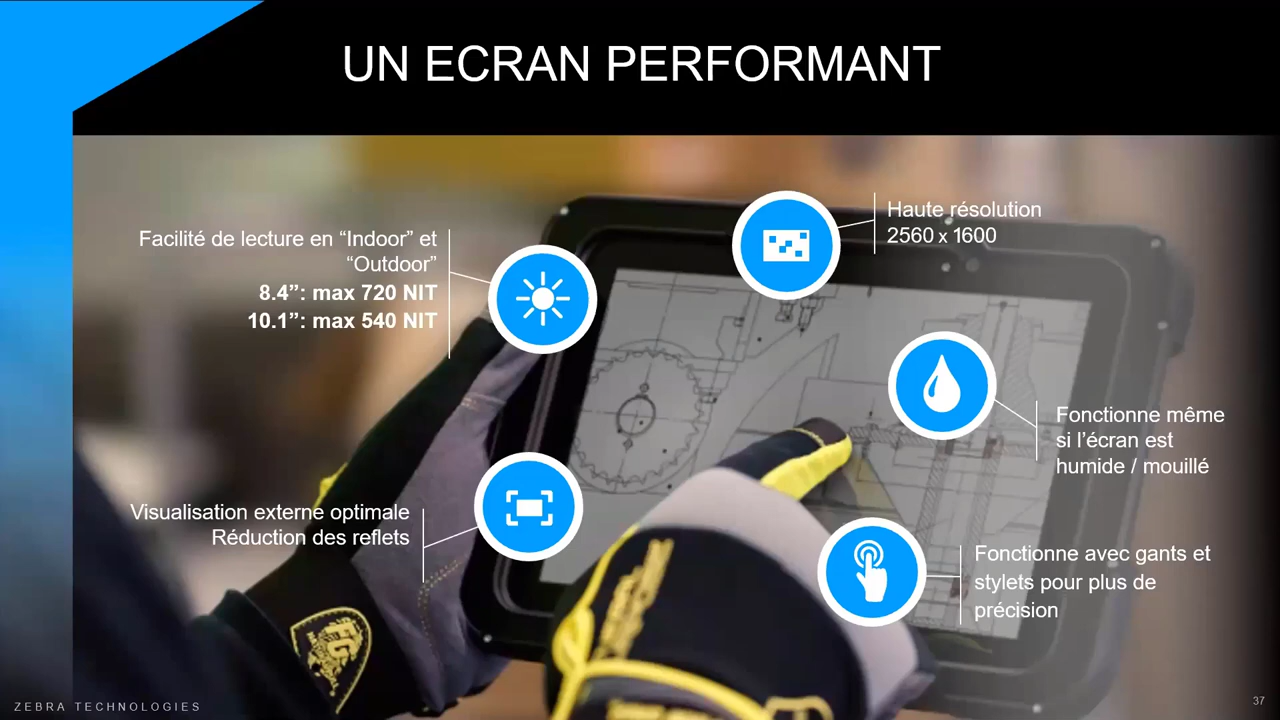 UN ECRAN PERFORMANT
Facilité de lecture en “Indoor” et
“Outdoor”
8.4”: max 720 NIT
10.1”: max 540 NIT
Haute résolution
2560 x 1600
Fonctionne même
si l’écran est
humide / mouillé
Visualisation externe optimale
Réduction des reflets
Fonctionne avec gants et
stylets pour plus de
précision
ZEBRA TECHNOLOGIES
37